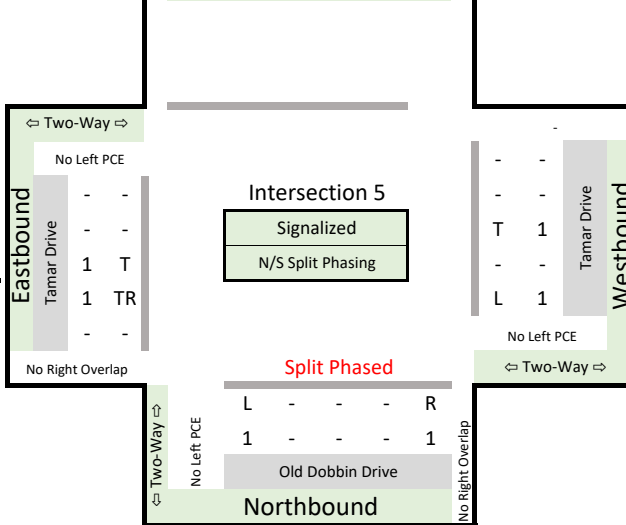 ⇦ Two-Way ⇨
No Left PCE
Eastbound
Tamar Drive
- -
- -
1 T
1 TR
- -
No Right Overlap
Intersection 5
Signalized
N/S Split Phasing
-
- -
- -
T 1
- -
L 1
Tamar Drive
Westbound
No Left PCE
⇦ Two-Way ⇨
Split Phased
⇦ Two-Way ⇨
No Left PCE
L - - - R
1 - - - 1
Old Dobbin Drive
No Right Overlap
Northbound